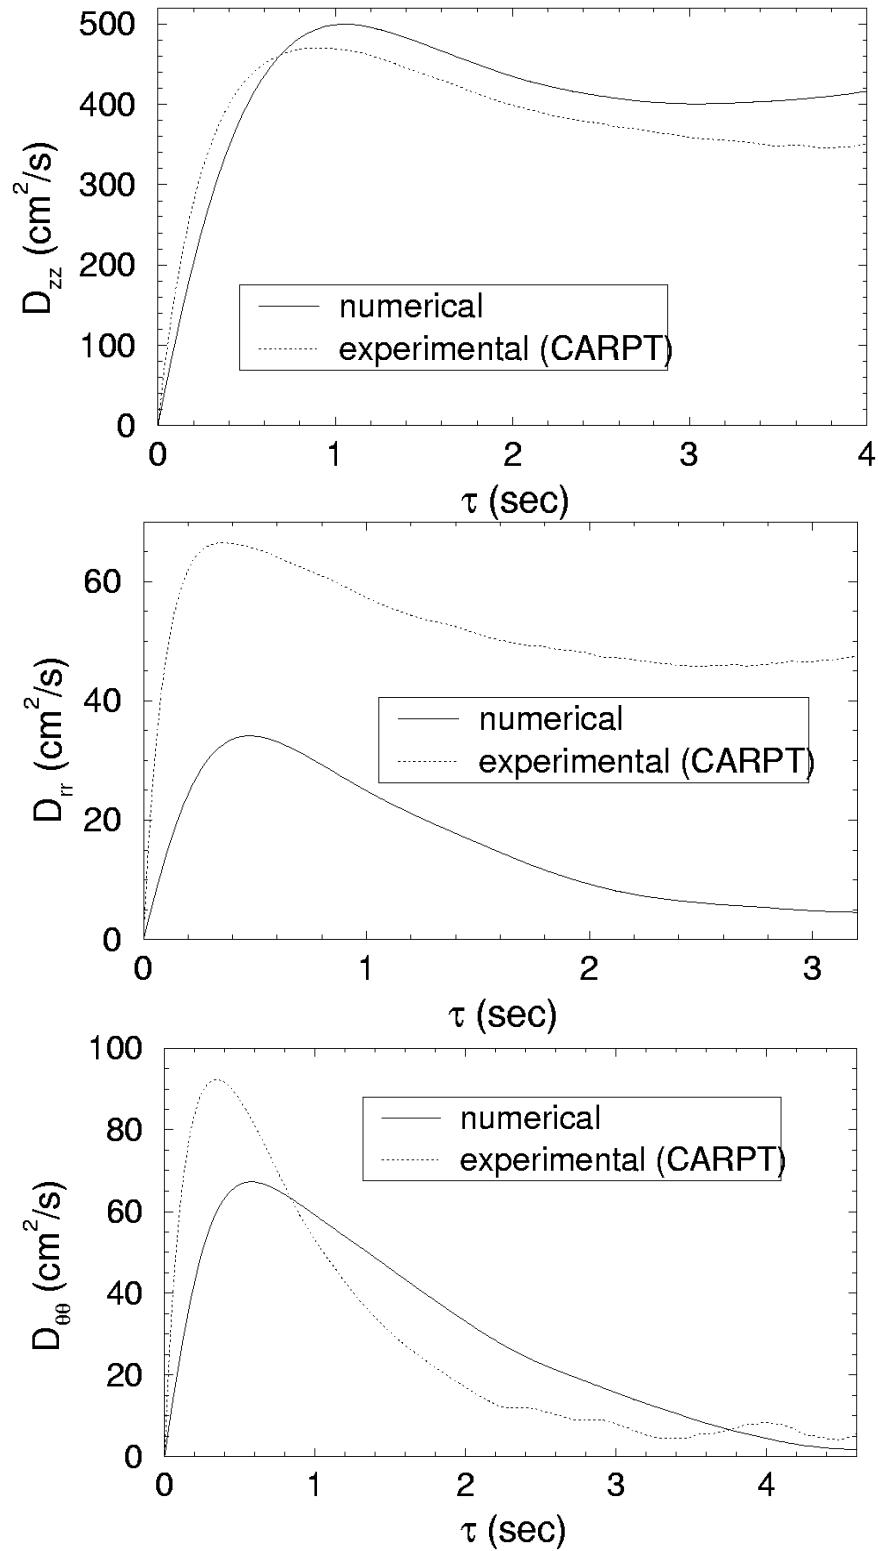 500
400
300
200
100
0
D_zz (cm²/s)
numerical
experimental (CARPT)
0 1 2 3 4
τ (sec)
60
40
20
0
D_rr (cm²/s)
numerical
experimental (CARPT)
0 1 2 3
τ (sec)
100
80
60
40
20
0
D_θθ (cm²/s)
numerical
experimental (CARPT)
0 1 2 3 4
τ (sec)